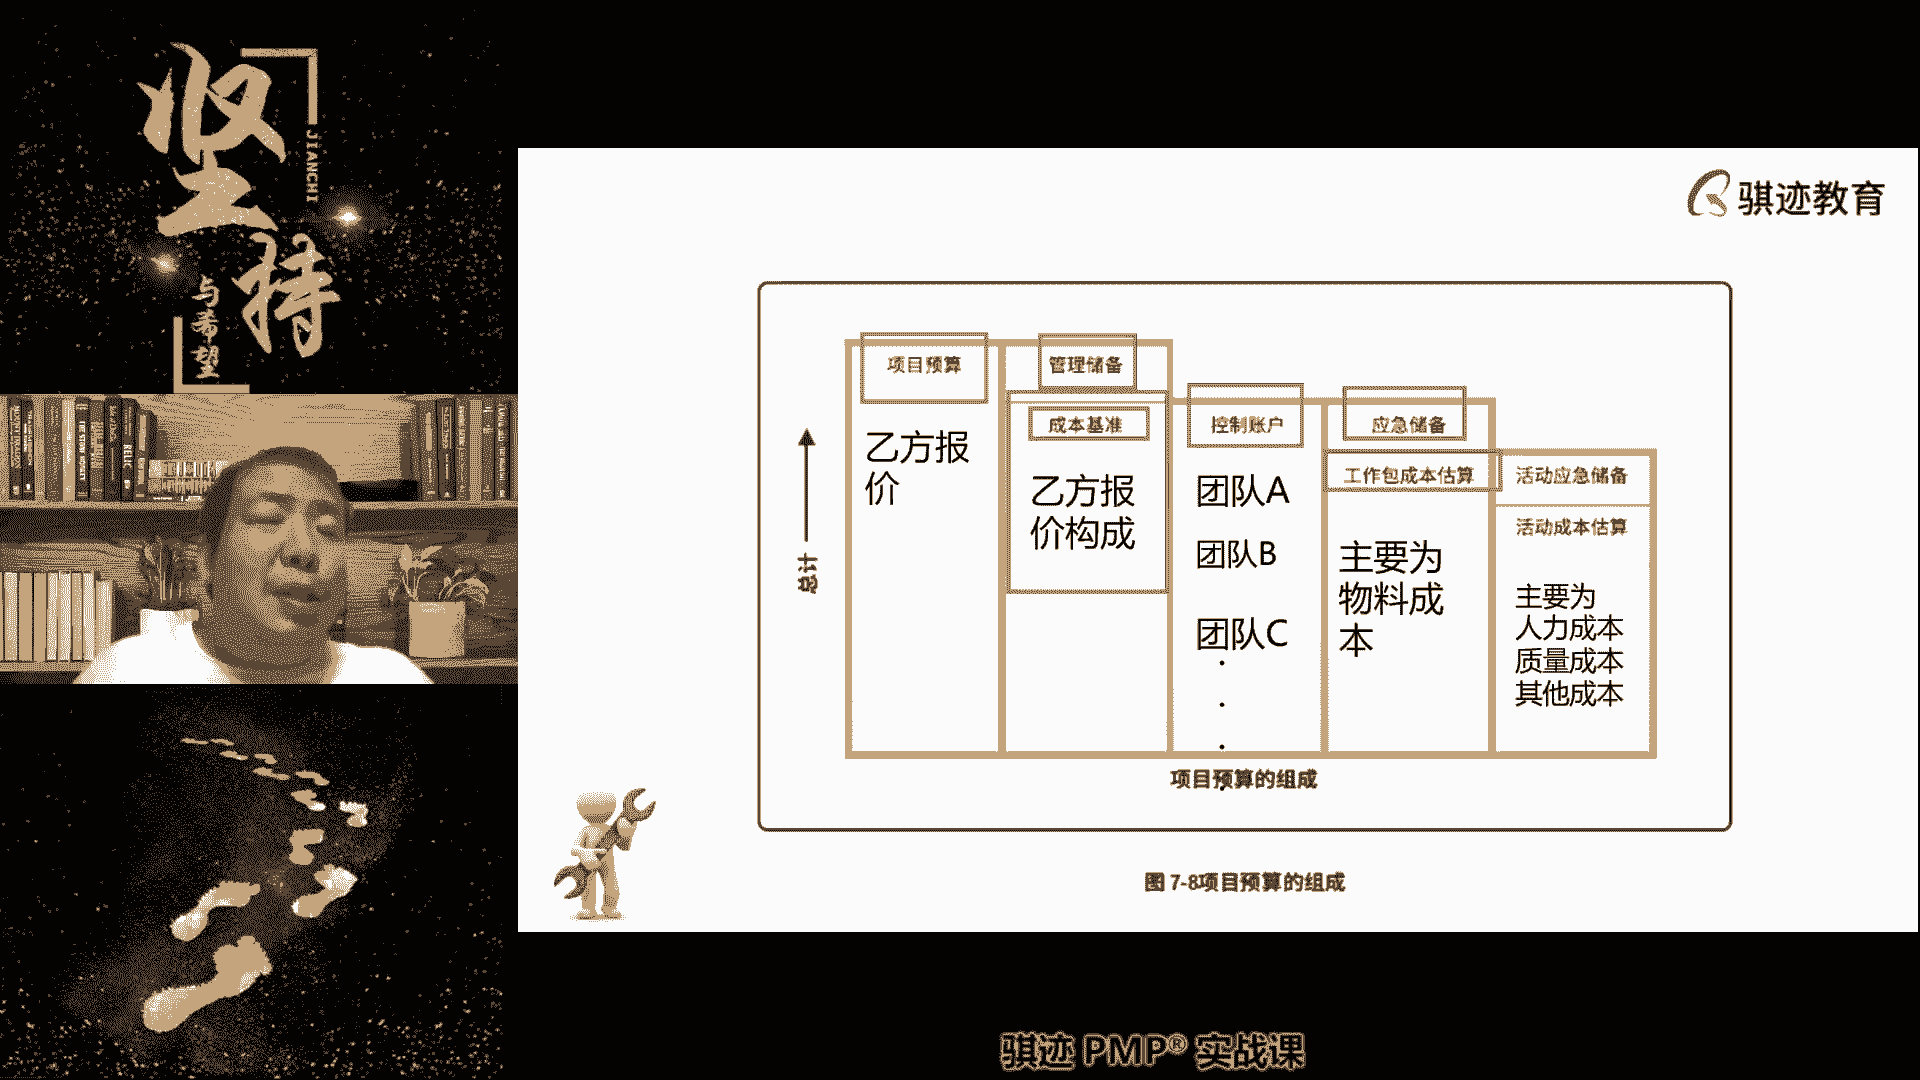 坚持
JIANCHI
与希望
骐迹教育
项目预算
管理储备
成本基准
控制账户
应急储备
工作包成本估算
活动应急储备
活动成本估算
乙方报
价
乙方报
价构成
团队A
团队B
团队C
主要为
物料成
本
主要为
人力成本
质量成本
其他成本
总计
项目预算的组成
图 7-8项目预算的组成
骐迹 PMP® 实战课